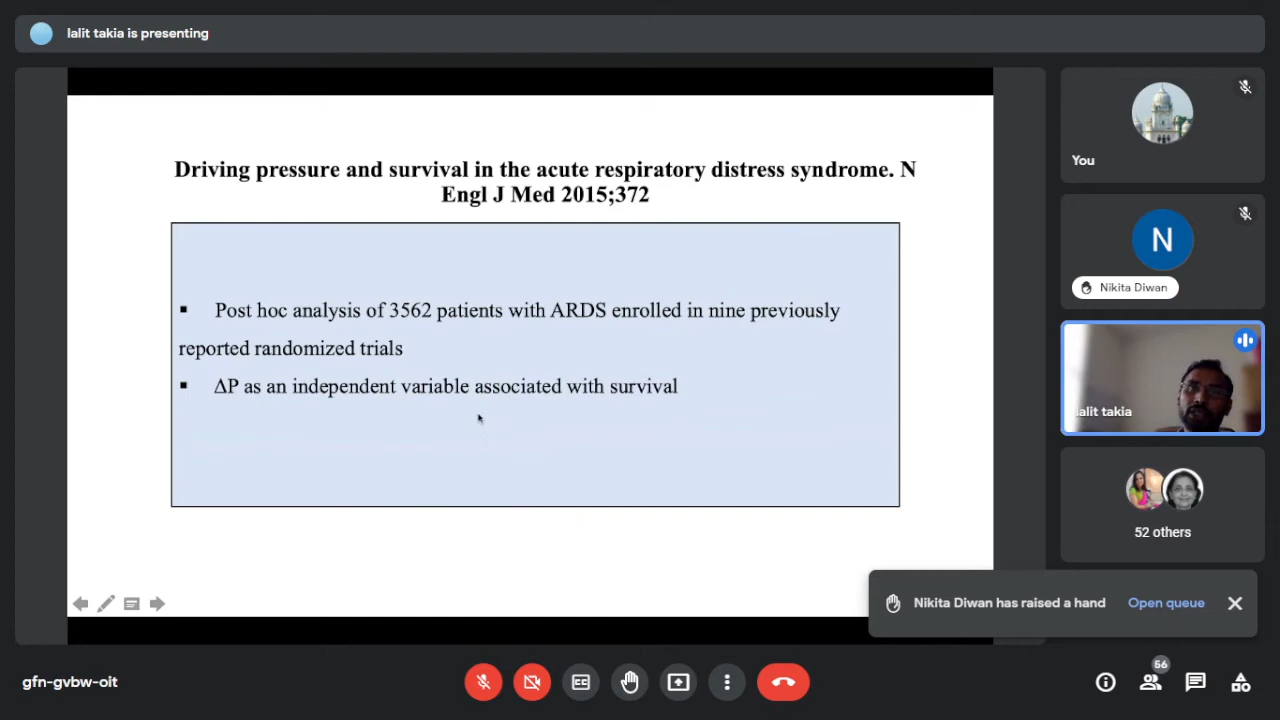 lalit takia is presenting
Driving pressure and survival in the acute respiratory distress syndrome. N
Engl J Med 2015;372
▪ Post hoc analysis of 3562 patients with ARDS enrolled in nine previously
reported randomized trials
▪ ΔP as an independent variable associated with survival
You
N
Nikita Diwan
lalit takia
52 others
Nikita Diwan has raised a hand Open queue
gfn-gvbw-oit
CC
56